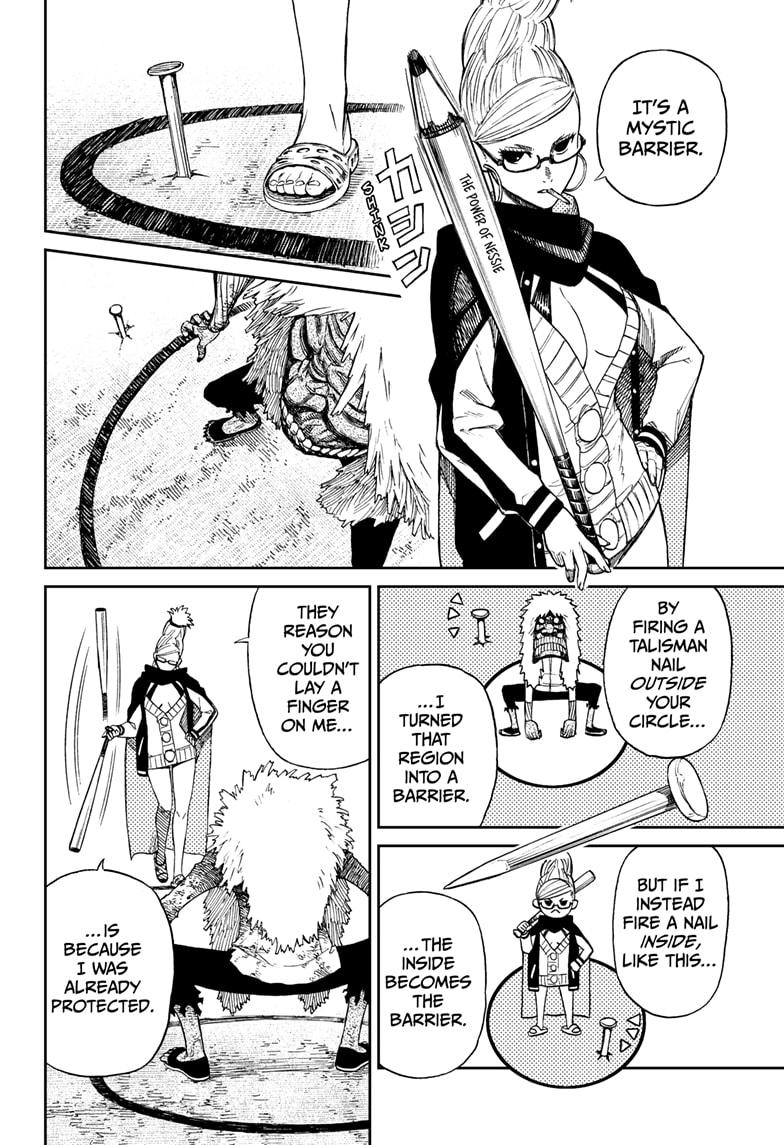 IT'S A
MYSTIC
BARRIER.
THE POWER OF NESSIE
カシャン
SHINK
BY
FIRING A
TALISMAN
NAIL
OUTSIDE
YOUR
CIRCLE...
...I
TURNED
THAT
REGION
INTO A
BARRIER.
BUT IF I
INSTEAD
FIRE A NAIL
INSIDE,
LIKE THIS...
...THE
INSIDE
BECOMES
THE
BARRIER.
THEY
REASON
YOU
COULDN'T
LAY A
FINGER
ON ME...
...IS
BECAUSE
I WAS
ALREADY
PROTECTED.